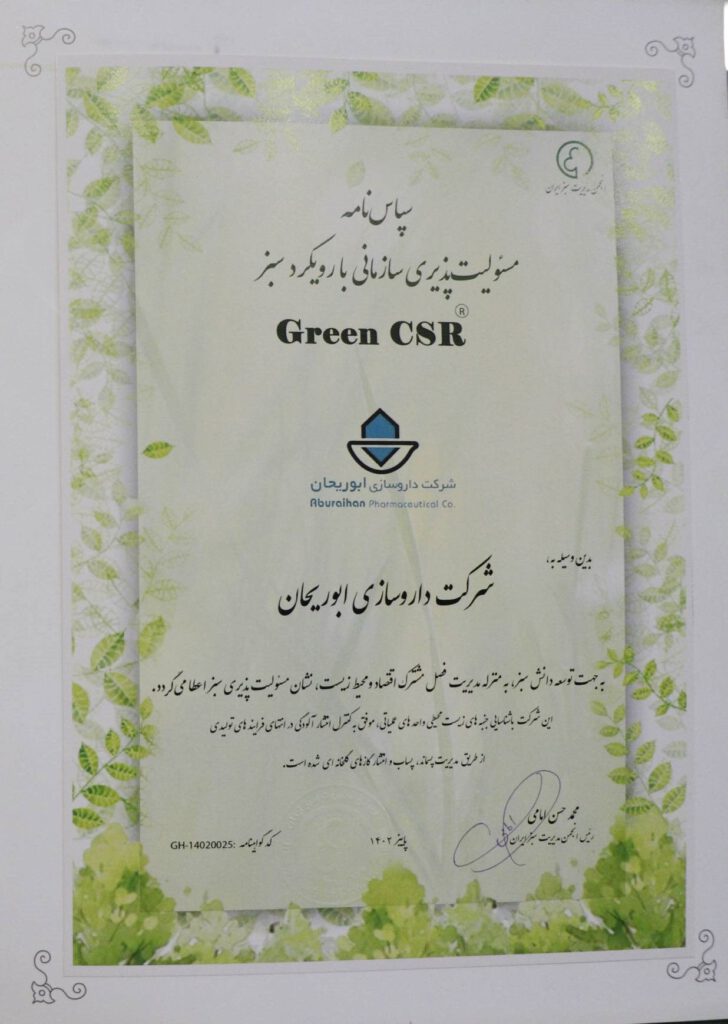 انجمن مدیریت سبز ایران
سپاس نامه
مسئولیت پذیری سازمانی با رویکرد سبز
Green CSR®
شرکت داروسازی ابوریحان
Aburaihan Pharmaceutical Co.
بدین وسیله به،
شرکت داروسازی ابوریحان
به جهت توسعه دانش سبز، به منزله مدیریت فصل مشترک اقتصاد و محیط زیست، نشان مسئولیت پذیری سبز اعطا می گردد.
این شرکت با شناسایی جنبه های زیست محیطی واحد های عملیاتی، موفق به کنترل انتشار آلودگی در انتهای فرایند های تولیدی
از طریق مدیریت پسماند، پساب و انتشار گازهای گلخانه ای شده است.
محمد حسن امامی
رئیس انجمن مدیریت سبز ایران
پاییز ۱۴۰۲
کد گواهینامه :GH-14020025